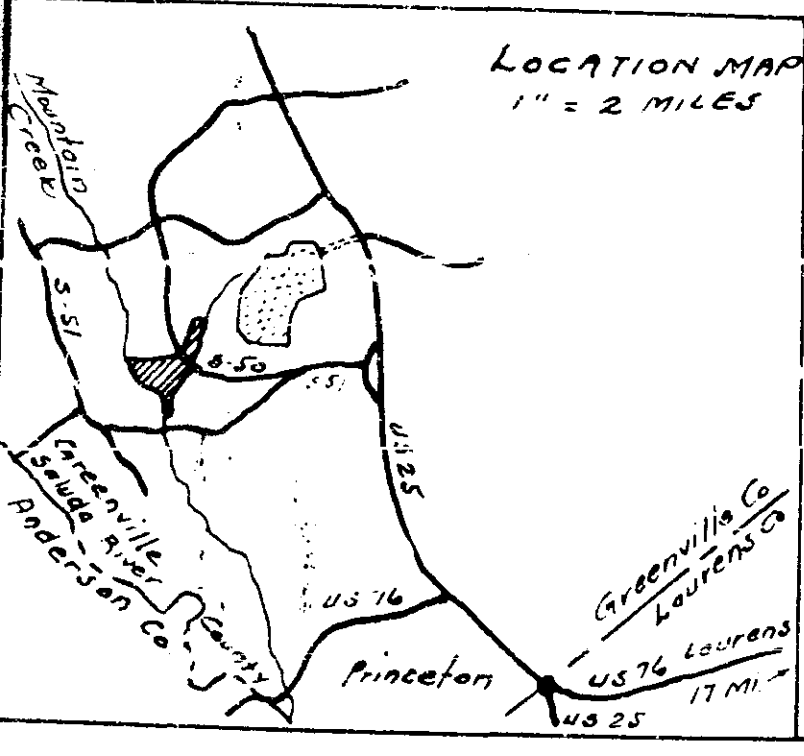 LOCATION MAP
1" = 2 MILES
Mountain
Creek
S-51
S-50
S51
US 25
Greenville
Saluda River
Anderson Co
County
US 76
Princeton
Greenville Co
Laurens Co
US 76 Laurens
17 Mi.
US 25